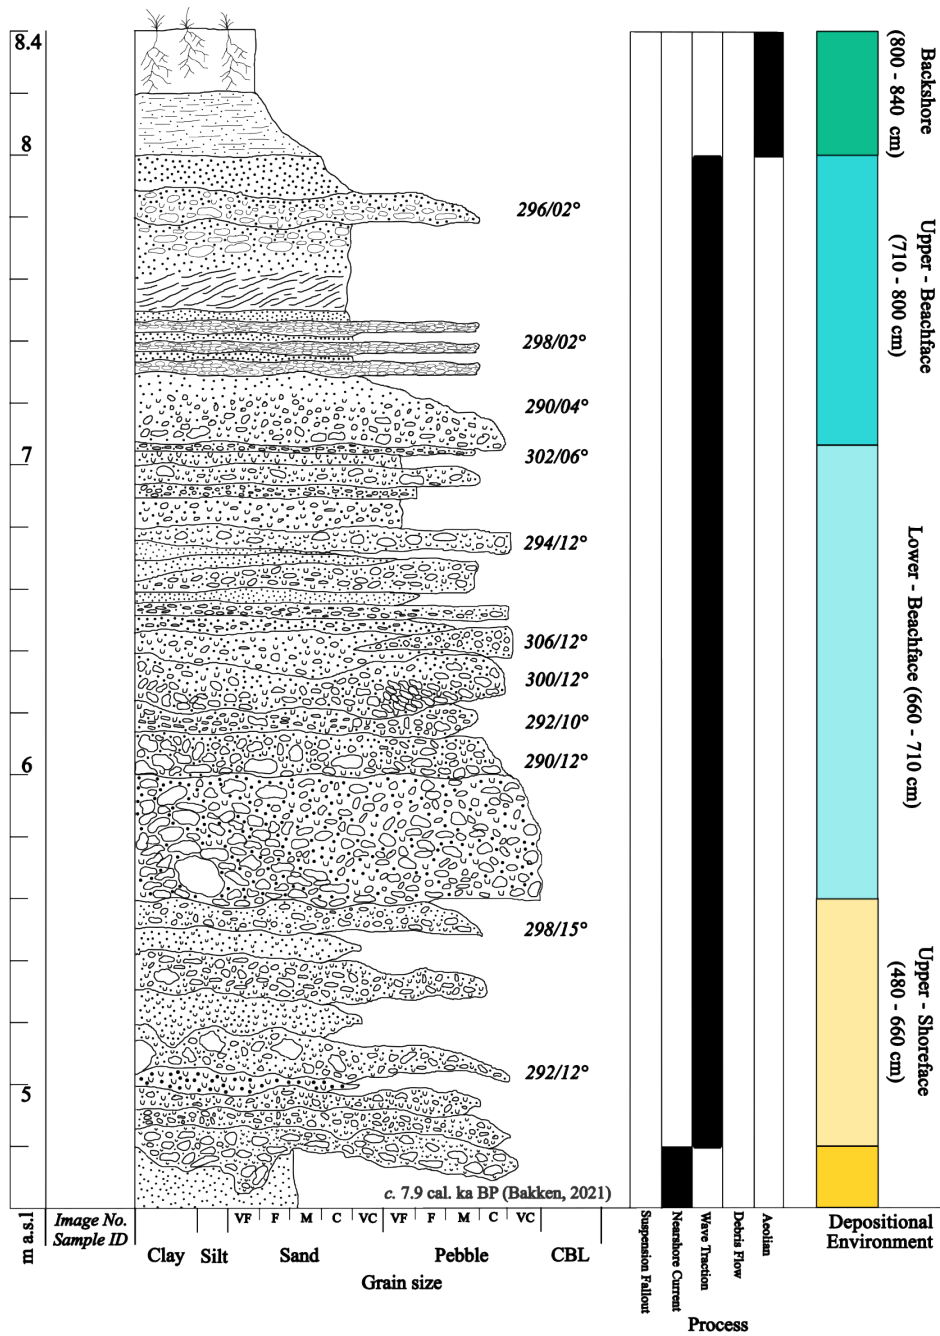 8.4
8
7
6
5
m a.s.l
296/02°
298/02°
290/04°
302/06°
294/12°
306/12°
300/12°
292/10°
290/12°
298/15°
292/12°
c. 7.9 cal. ka BP (Bakken, 2021)
Image No.
Sample ID
VF F M C VC VF F M C VC
Clay Silt Sand Pebble CBL
Grain size
Suspension Fallout
Nearshore Current
Wave Traction
Debris Flow
Aeolian
Process
Backshore
(800 - 840 cm)
Upper - Beachface
(710 - 800 cm)
Lower - Beachface (660 - 710 cm)
Upper - Shoreface
(480 - 660 cm)
Depositional
Environment